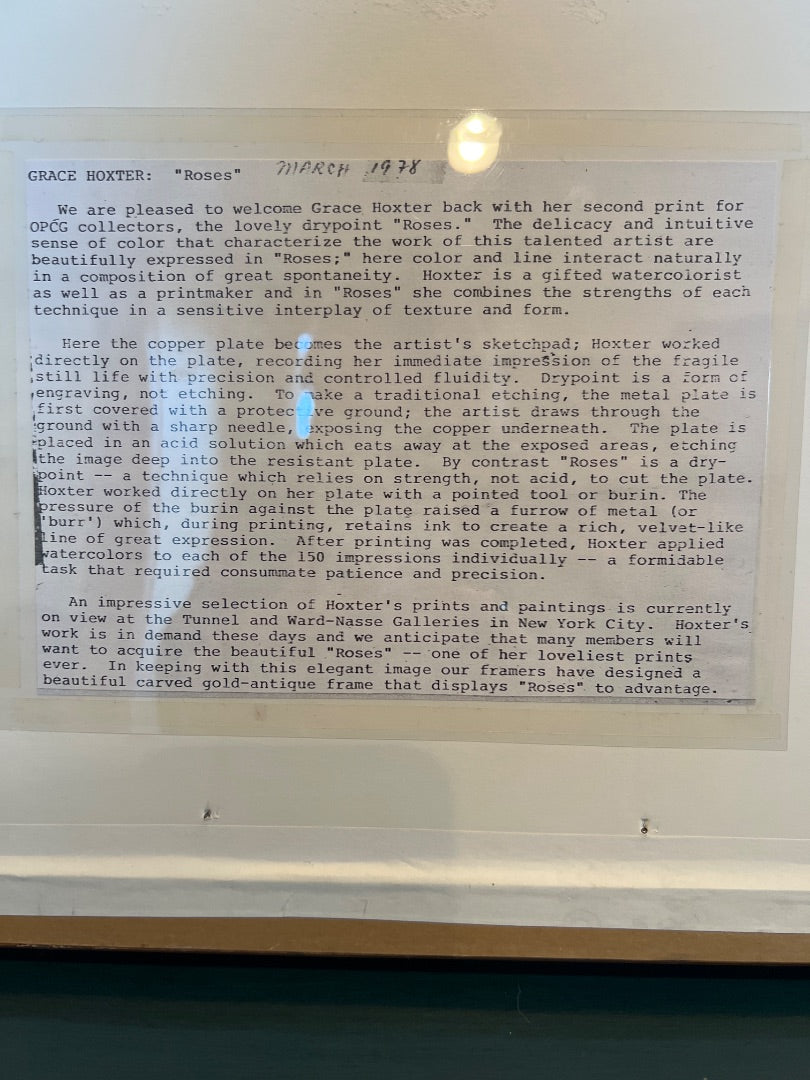 GRACE HOXTER: "Roses" MARCH 1978
We are pleased to welcome Grace Hoxter back with her second print for
OPCG collectors, the lovely drypoint "Roses." The delicacy and intuitive
sense of color that characterize the work of this talented artist are
beautifully expressed in "Roses;" here color and line interact naturally
in a composition of great spontaneity. Hoxter is a gifted watercolorist
as well as a printmaker and in "Roses" she combines the strengths of each
technique in a sensitive interplay of texture and form.
Here the copper plate becomes the artist's sketchpad; Hoxter worked
directly on the plate, recording her immediate impression of the fragile
still life with precision and controlled fluidity. Drypoint is a form of
engraving, not etching. To make a traditional etching, the metal plate is
first covered with a protective ground; the artist draws through the
ground with a sharp needle, exposing the copper underneath. The plate is
placed in an acid solution which eats away at the exposed areas, etching
the image deep into the resistant plate. By contrast "Roses" is a dry-
point -- a technique which relies on strength, not acid, to cut the plate.
Hoxter worked directly on her plate with a pointed tool or burin. The
pressure of the burin against the plate raised a furrow of metal (or
'burr') which, during printing, retains ink to create a rich, velvet-like
line of great expression. After printing was completed, Hoxter applied
watercolors to each of the 150 impressions individually -- a formidable
task that required consummate patience and precision.
An impressive selection of Hoxter's prints and paintings is currently
on view at the Tunnel and Ward-Nasse Galleries in New York City. Hoxter's
work is in demand these days and we anticipate that many members will
want to acquire the beautiful "Roses" -- one of her loveliest prints
ever. In keeping with this elegant image our framers have designed a
beautiful carved gold-antique frame that displays "Roses" to advantage.